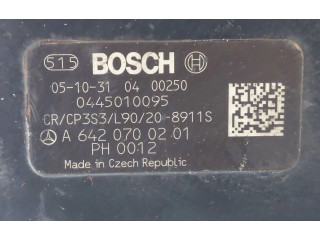 515 BOSCH
05-10-31 04 00250
0445010095
CR/CP3S3/L90/20-8911S
A 642 070 02 01
PH 0012
Made in Czech Republic